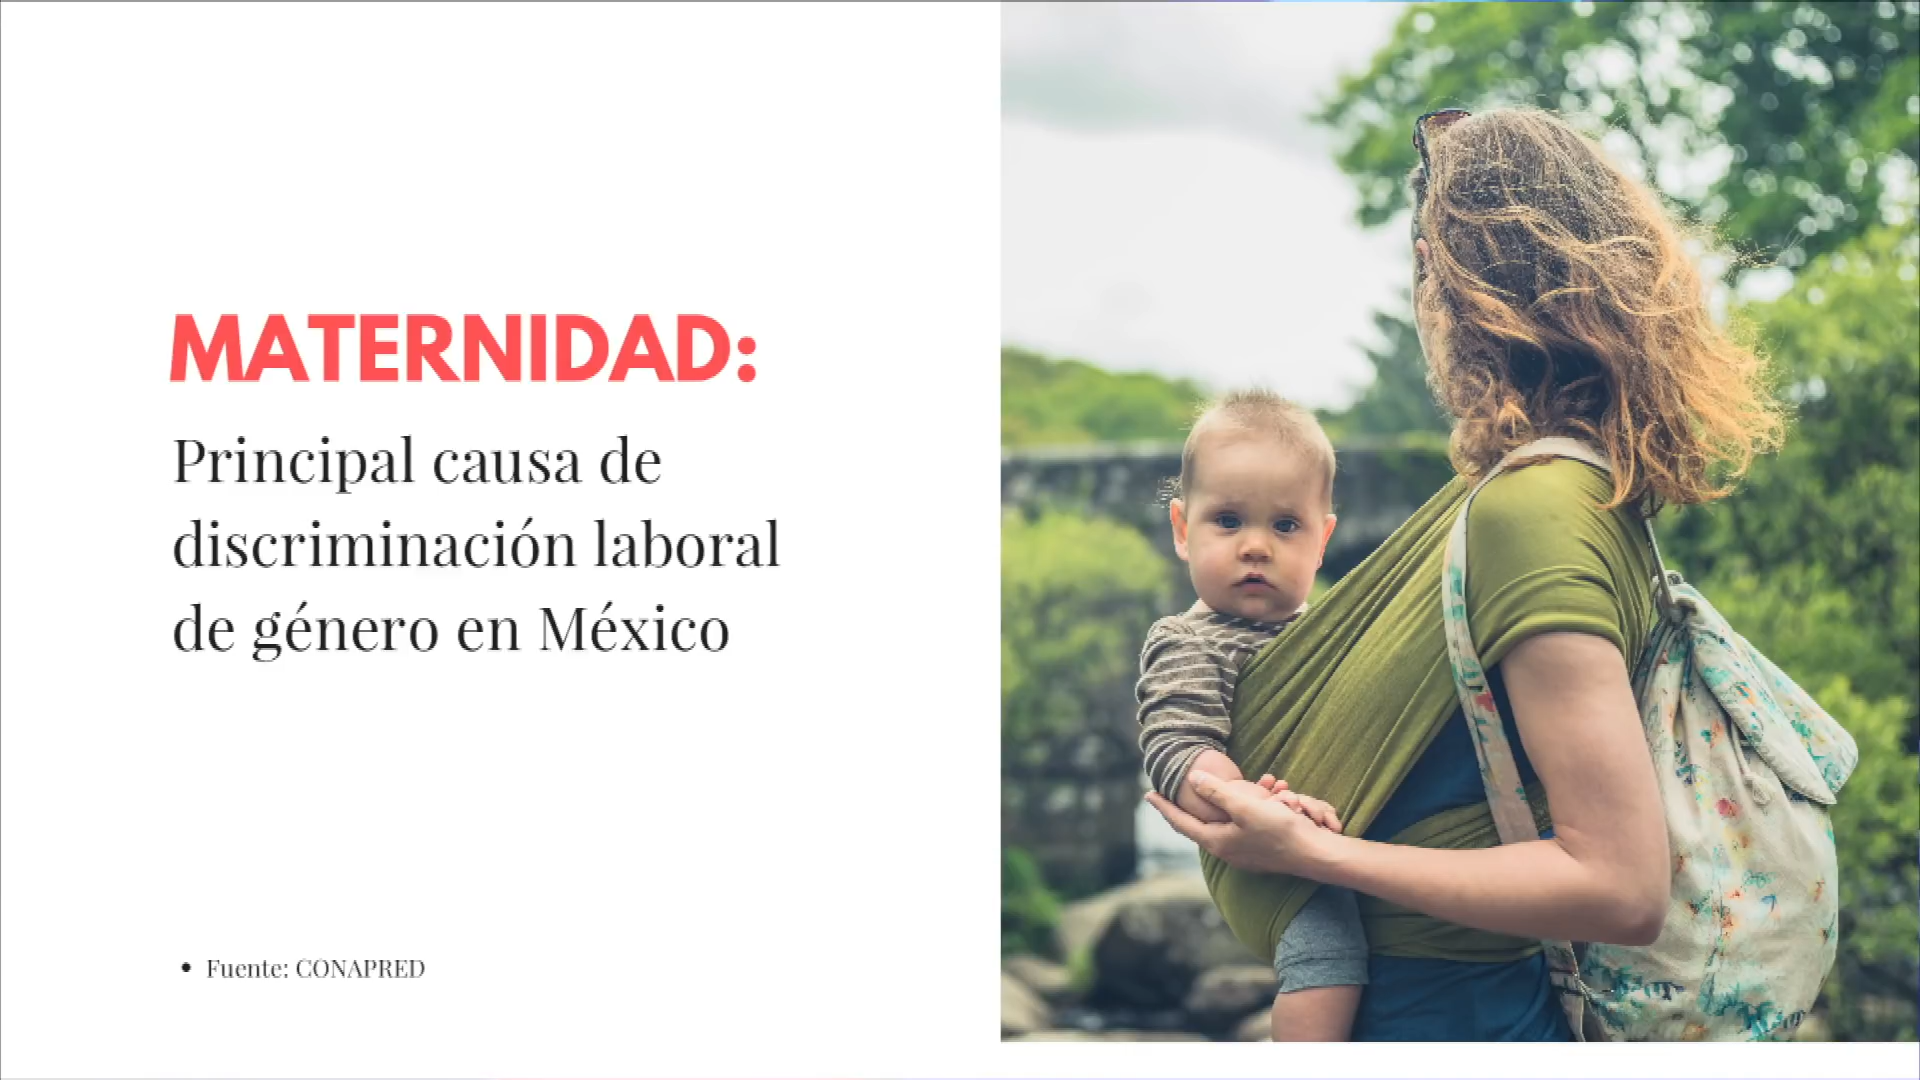 MATERNIDAD:
Principal causa de
discriminación laboral
de género en México
• Fuente: CONAPRED